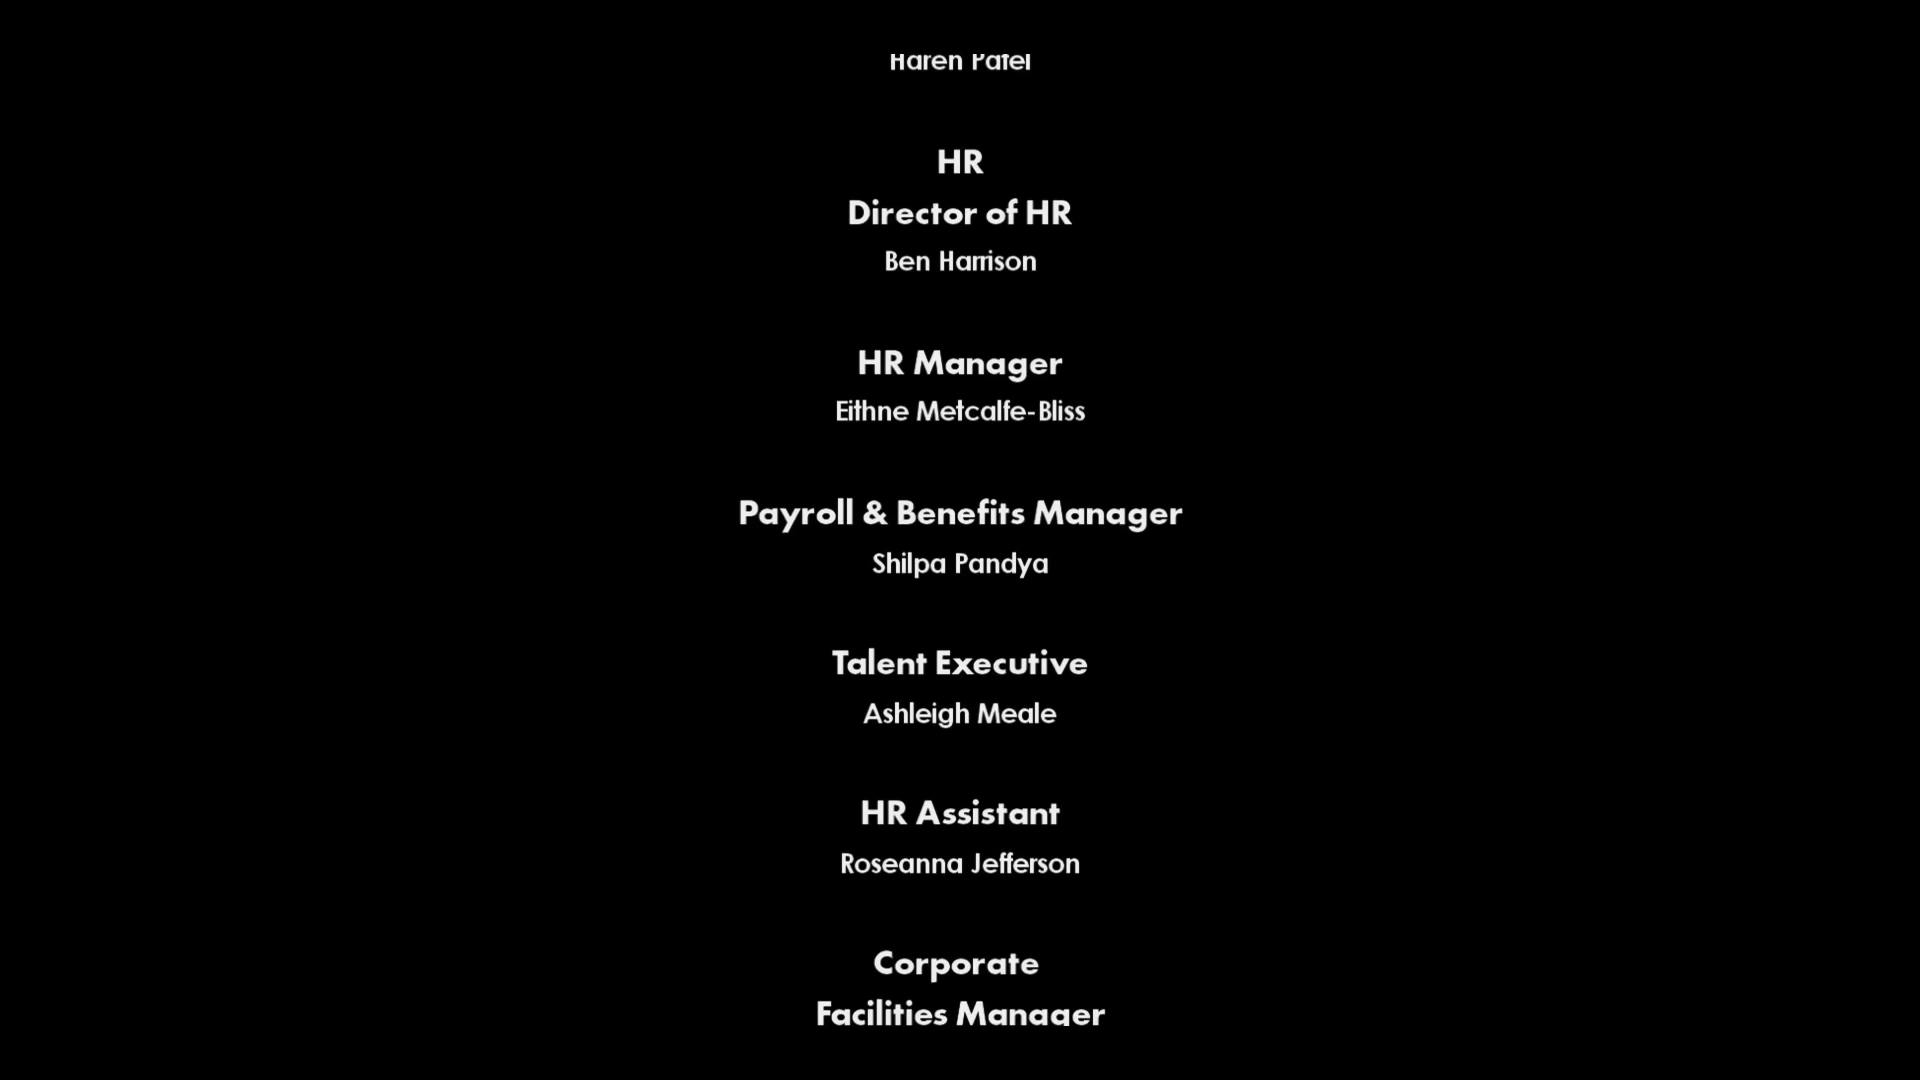 Haren Patel
HR
Director of HR
Ben Harrison
HR Manager
Eithne Metcalfe-Bliss
Payroll & Benefits Manager
Shilpa Pandya
Talent Executive
Ashleigh Meale
HR Assistant
Roseanna Jefferson
Corporate
Facilities Manager